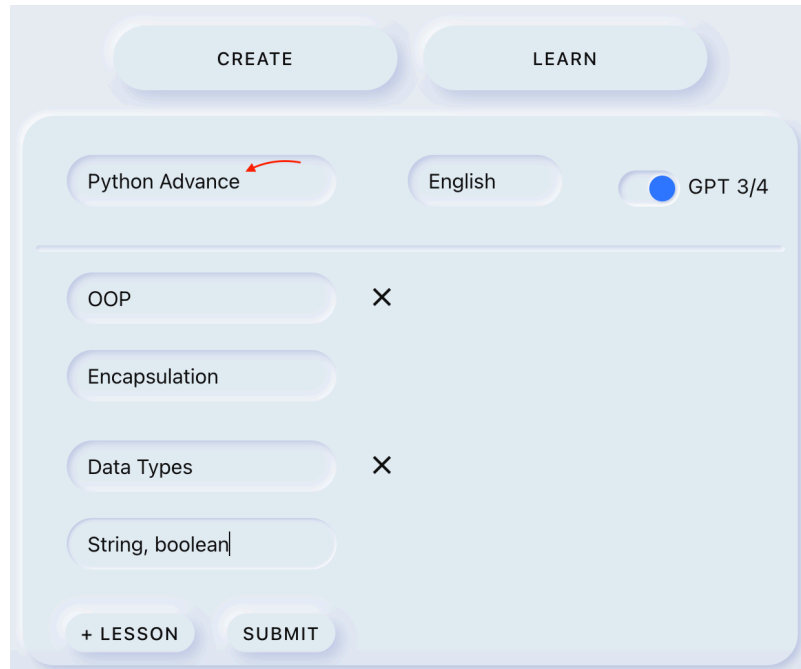 CREATE
LEARN
Python Advance
English
GPT 3/4
OOP
Encapsulation
Data Types
String, boolean
+ LESSON
SUBMIT